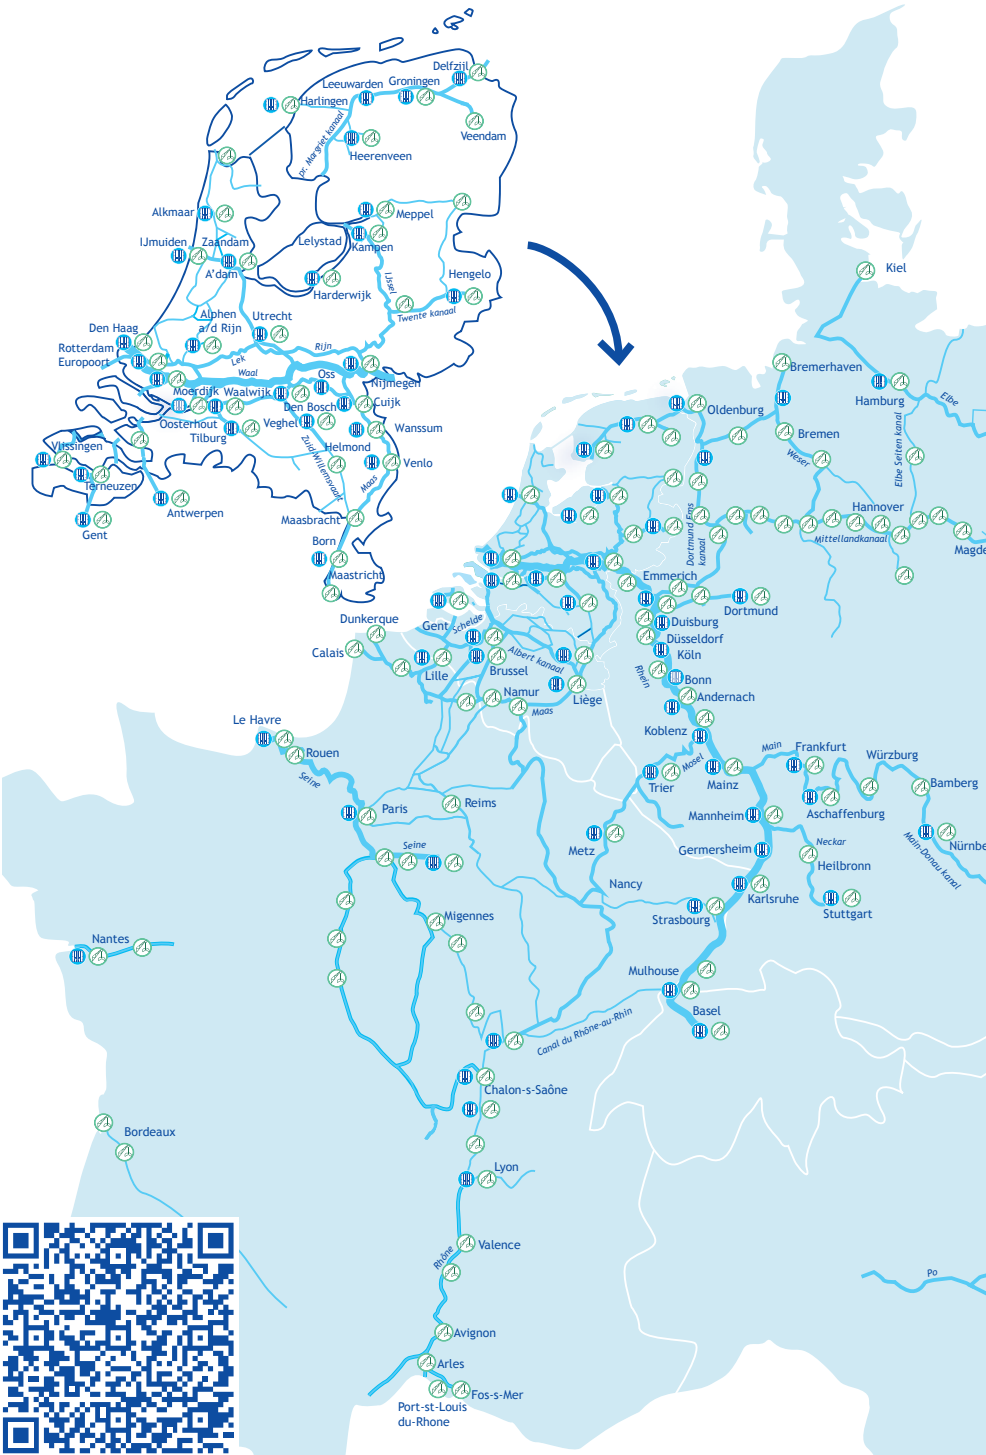 Delfzijl
Leeuwarden
Groningen
Harlingen
pr. Margriet kanaal
Veendam
Heerenveen
Alkmaar
Meppel
IJmuiden
Zaandam
Lelystad
Kampen
A'dam
Hengelo
Harderwijk
IJssel
Twente kanaal
Kiel
Den Haag
Alphen
a/d Rijn
Utrecht
Rotterdam
Europoort
Rijn
Lek
Waal
Oss
Nijmegen
Moerdijk
Waalwijk
Den Bosch
Cuijk
Oosterhout
Tilburg
Veghel
Wanssum
Helmond
Zuid-Willemsvaart
Vlissingen
Venlo
Maas
Terneuzen
Antwerpen
Gent
Maasbracht
Born
Maastricht
Bremerhaven
Hamburg
Elbe
Oldenburg
Bremen
Weser
Elbe Seiten kanal
Hannover
Mittellandkanaal
Magde
Dortmund Ems
kanaal
Emmerich
Dortmund
Duisburg
Düsseldorf
Köln
Rhein
Bonn
Andernach
Koblenz
Dunkerque
Calais
Gent
Schelde
Lille
Brussel
Albert kanaal
Namur
Liège
Maas
Le Havre
Rouen
Seine
Paris
Reims
Seine
Mosel
Trier
Mainz
Main
Frankfurt
Würzburg
Bamberg
Aschaffenburg
Mannheim
Metz
Germersheim
Neckar
Heilbronn
Main-Donau kanal
Nürnbe
Nancy
Karlsruhe
Stuttgart
Strasbourg
Migennes
Nantes
Mulhouse
Basel
Canal du Rhône-au-Rhin
Chalon-s-Saône
Bordeaux
Lyon
Valence
Rhône
Po
Avignon
Arles
Fos-s-Mer
Port-st-Louis
du-Rhone